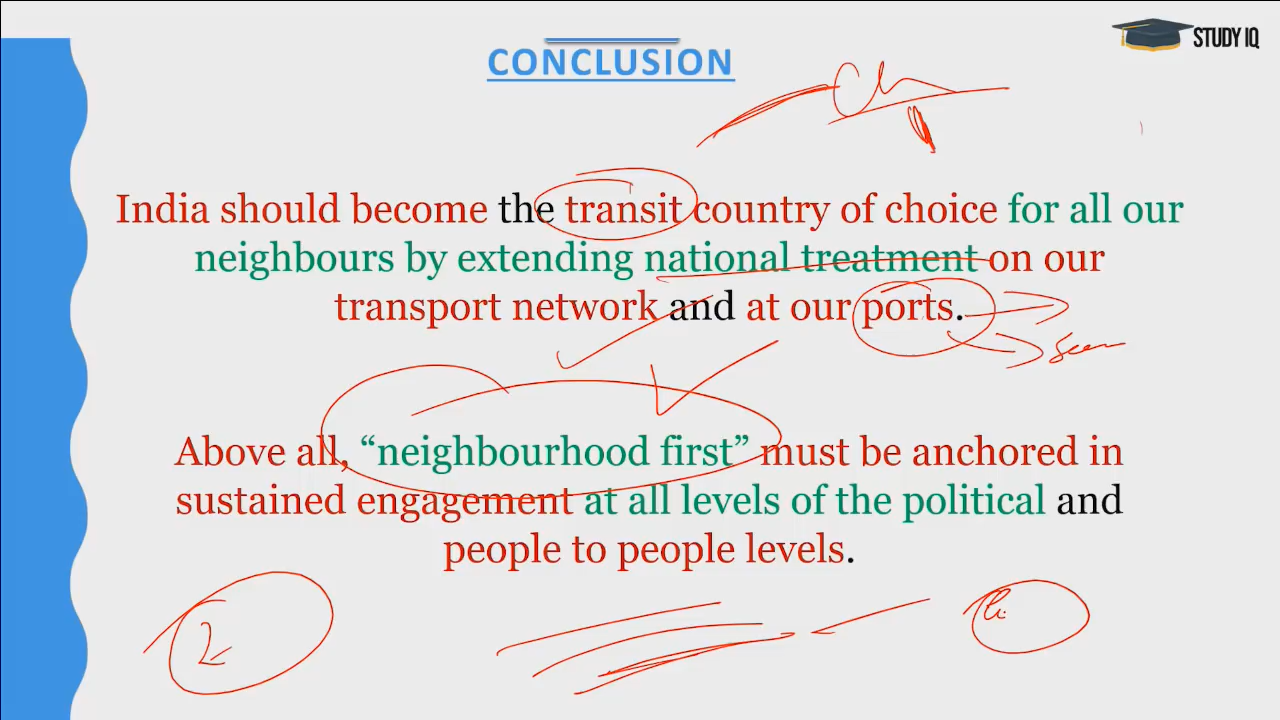 CONCLUSION
STUDY IQ
India should become the transit country of choice for all our
neighbours by extending national treatment on our
transport network and at our ports.
Above all, “neighbourhood first” must be anchored in
sustained engagement at all levels of the political and
people to people levels.